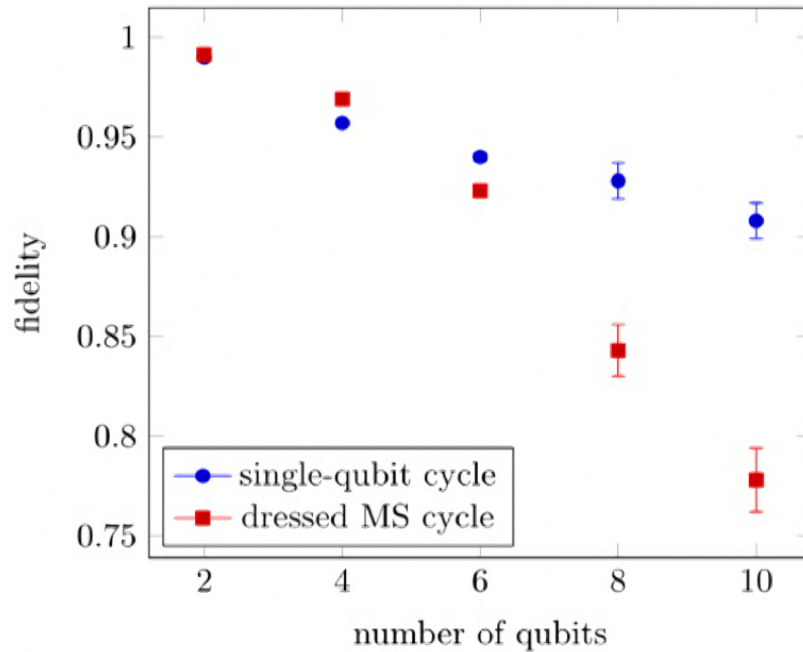 1
0.95
0.9
0.85
0.8
0.75
fidelity
single-qubit cycle
dressed MS cycle
2 4 6 8 10
number of qubits